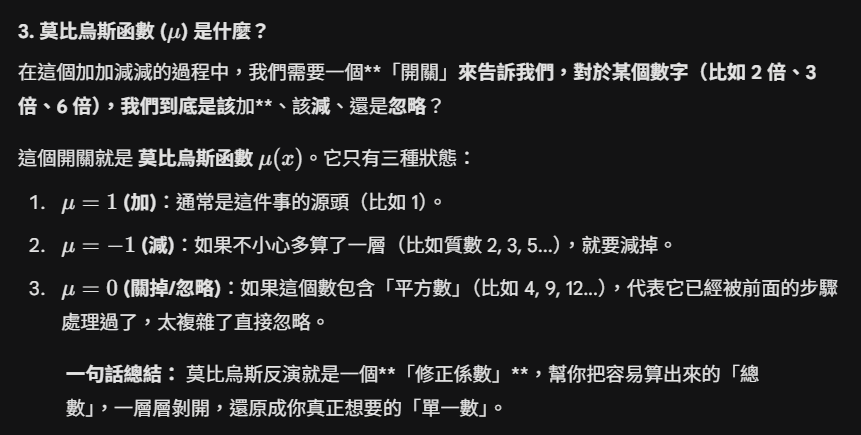 3. 莫比烏斯函數 (μ) 是什麼？
在這個加加減減的過程中，我們需要一個**「開關」來告訴我們，對於某個數字（比如 2 倍、3
倍、6 倍），我們到底是該加**、該減、還是忽略？
這個開關就是 莫比烏斯函數 μ(x)。它只有三種狀態：
1. μ = 1 (加)：通常是這件事的源頭（比如 1）。
2. μ = −1 (減)：如果不小心多算了一層（比如質數 2, 3, 5...），就要減掉。
3. μ = 0 (關掉/忽略)：如果這個數包含「平方數」（比如 4, 9, 12...），代表它已經被前面的步驟
處理過了，太複雜了直接忽略。
一句話總結： 莫比烏斯反演就是一個**「修正係數」**，幫你把容易算出來的「總
數」，一層層剝開，還原成你真正想要的「單一數」。